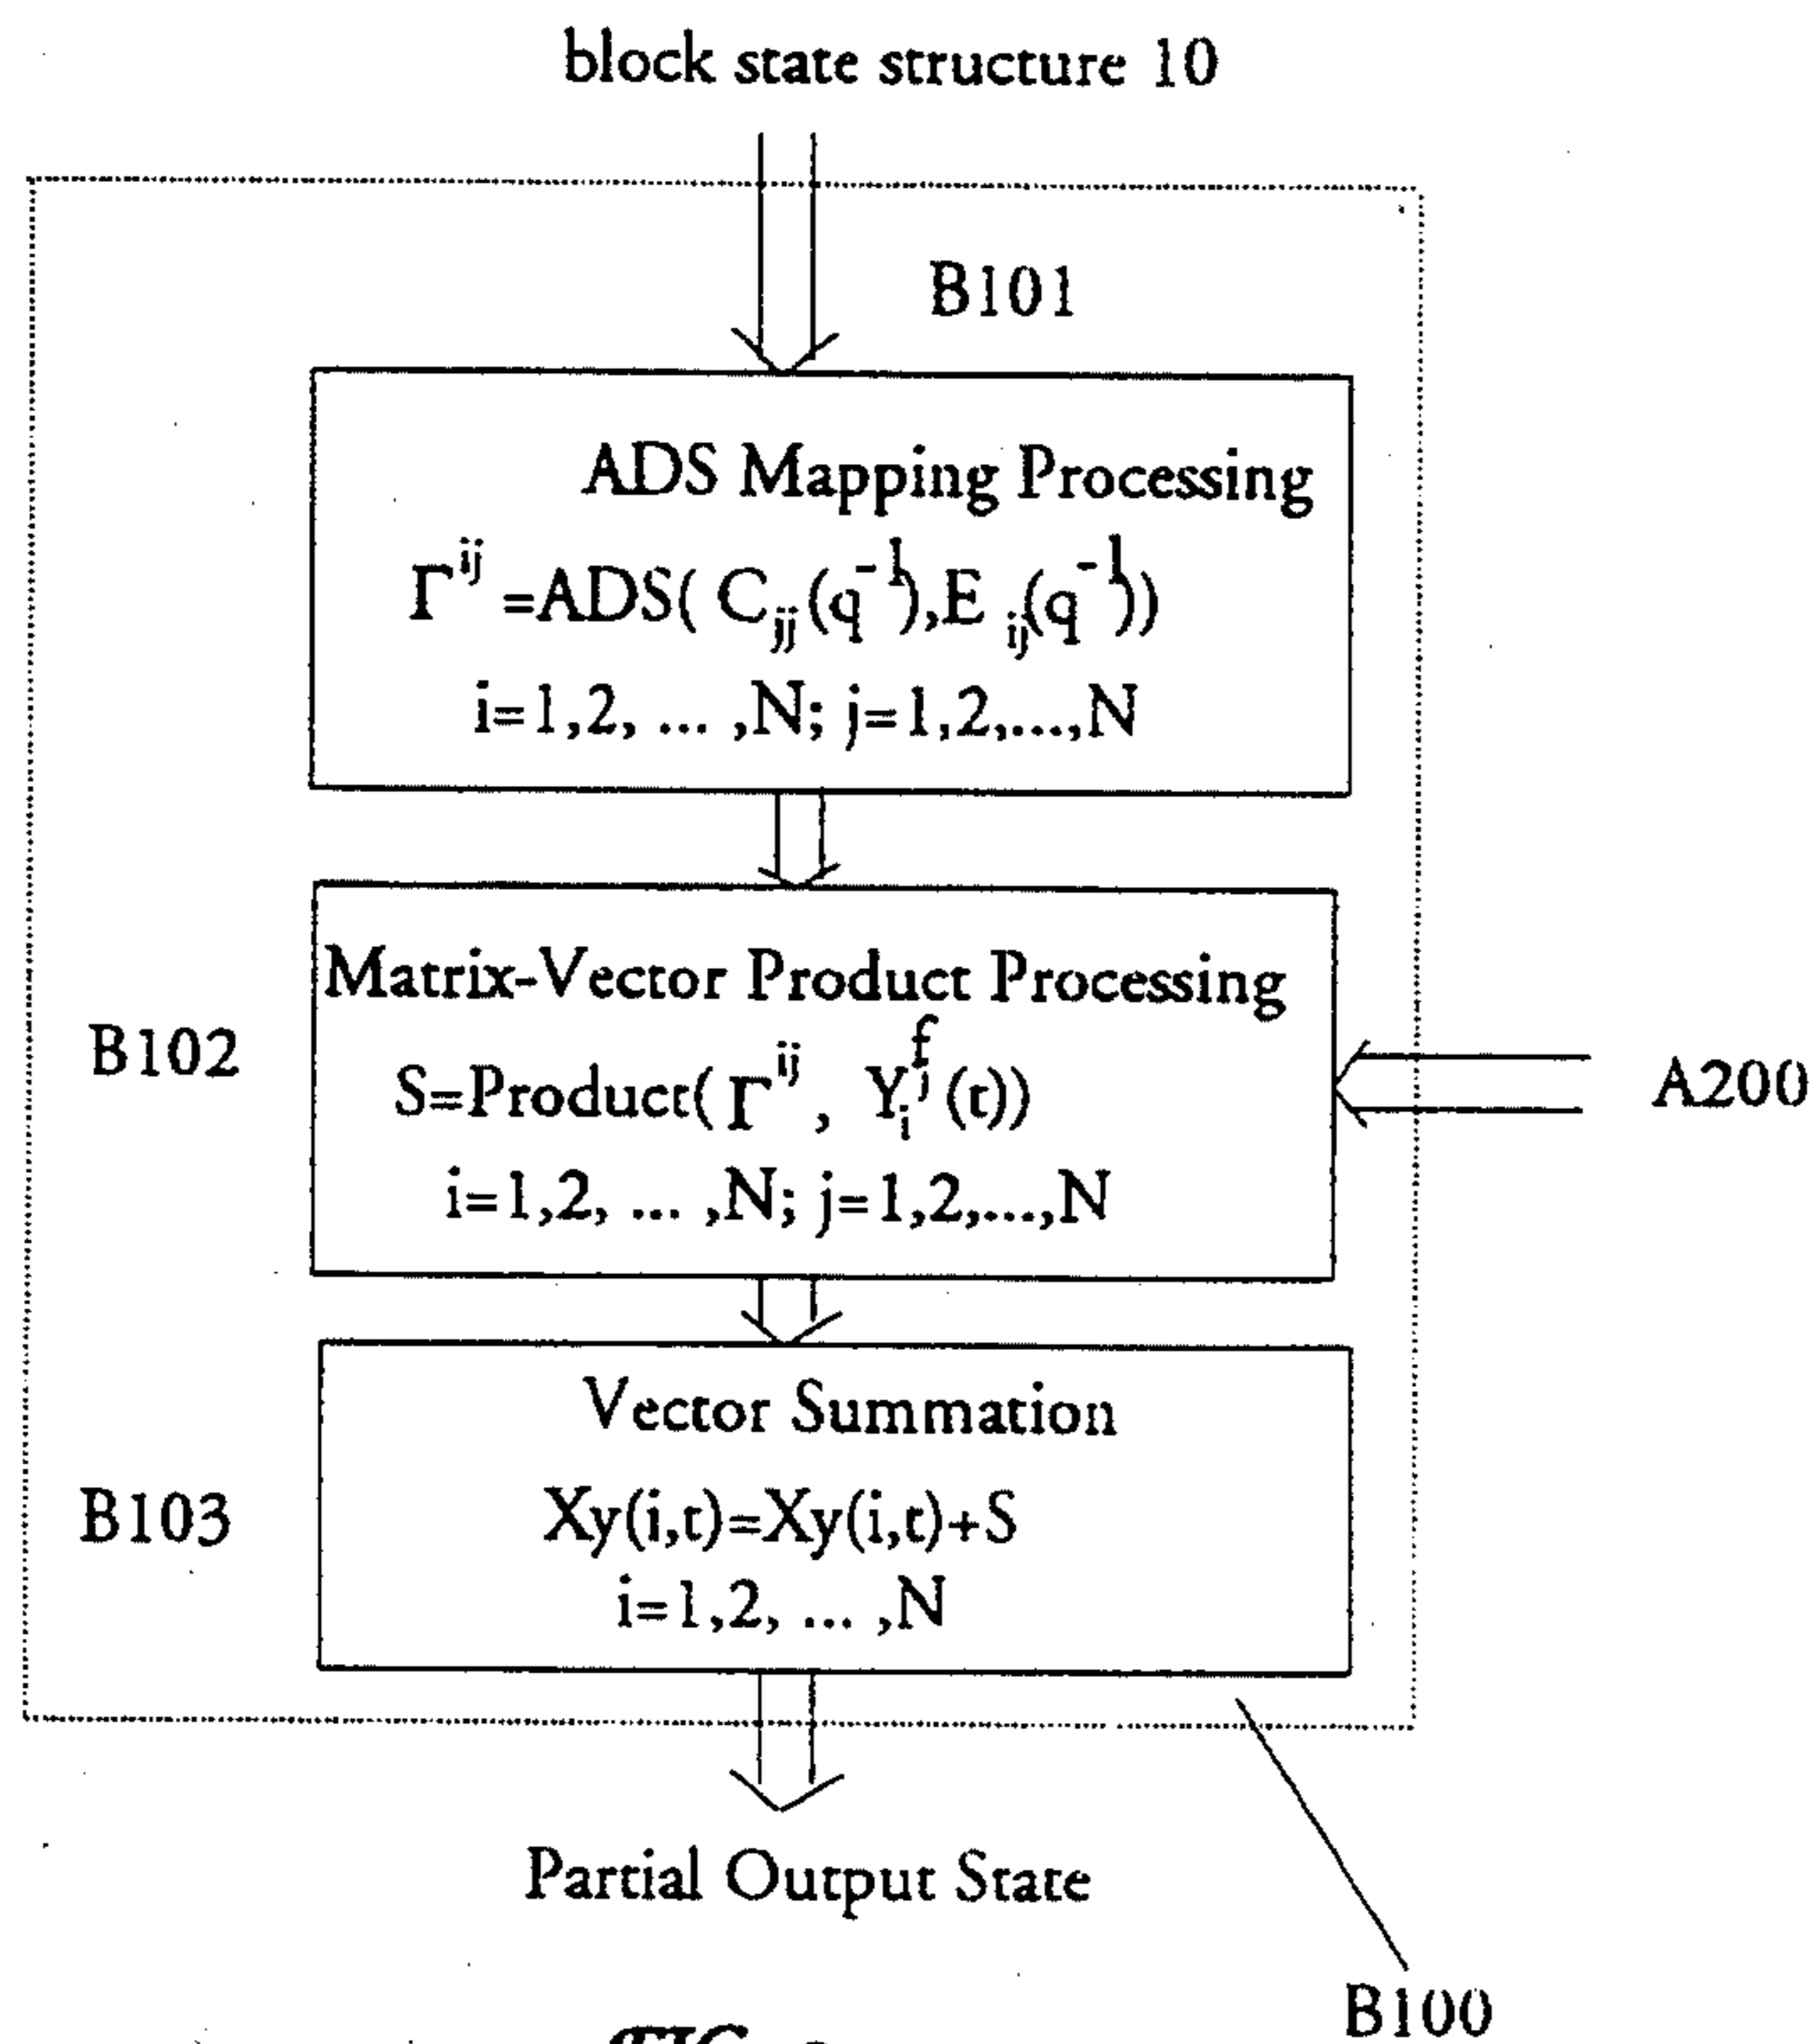 block state structure 10
B101
ADS Mapping Processing
Γ^ij =ADS( C_ij(q^-1),E_ij(q^-1))
i=1,2, ... ,N; j=1,2,...,N
Matrix-Vector Product Processing
B102
S=Product( Γ^ij , Y_i^f(t))
A200
i=1,2, ... ,N; j=1,2,...,N
Vector Summation
B103
Xy(i,t)=Xy(i,t)+S
i=1,2, ... ,N
Partial Output State
B100